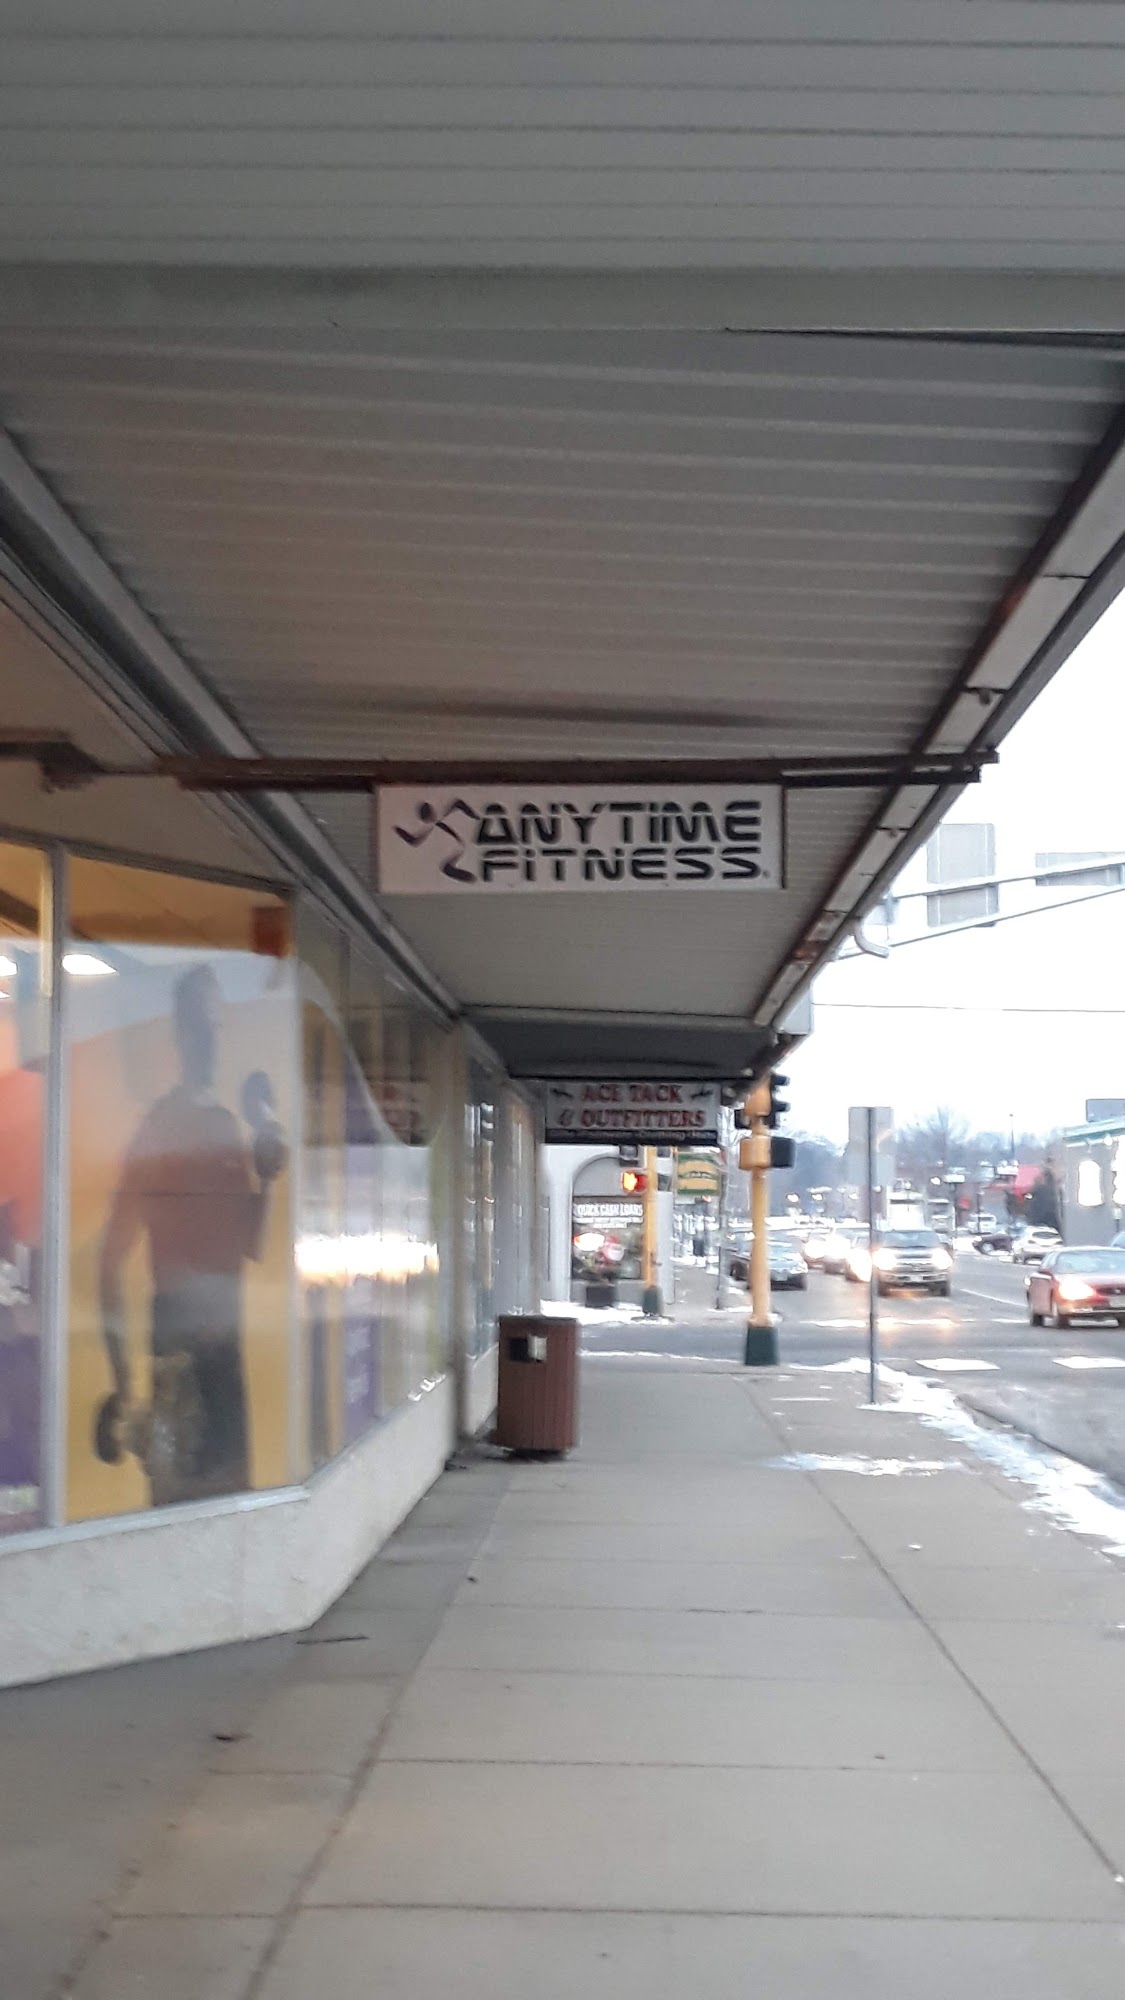 ANYTIME
FITNESS
ACE TACK
& OUTFITTERS
QUICK CASH LOANS